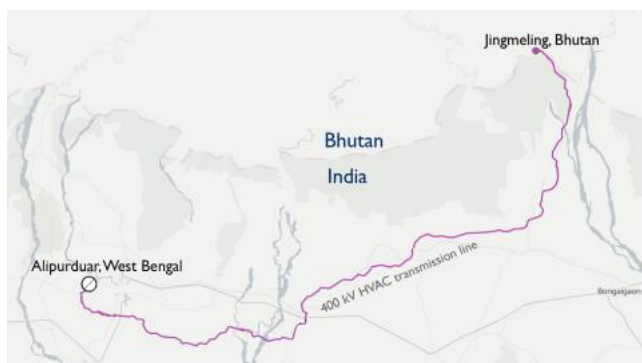 Jingmeling, Bhutan
Bhutan
India
Alipurduar, West Bengal
400 kV HVAC transmission line
Bongaigaon